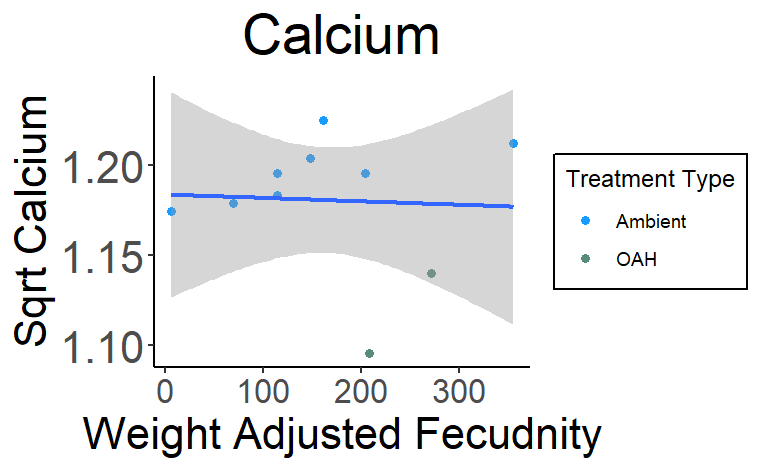 Calcium
Sqrt Calcium
1.20
1.15
1.10
0 100 200 300
Weight Adjusted Fecudnity
Treatment Type
Ambient
OAH